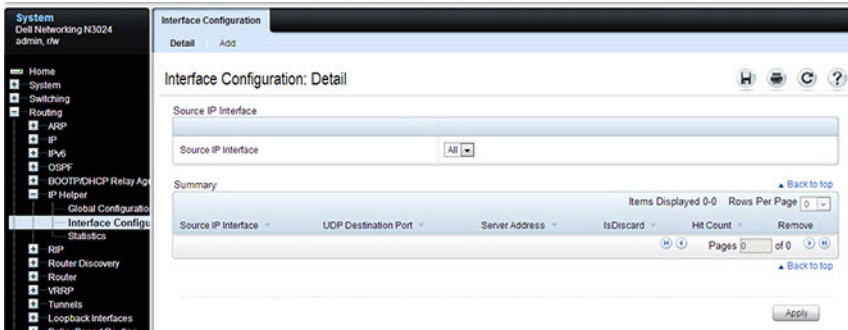 System
Dell Networking N3024
admin, r/w
Home
System
Switching
Routing
ARP
IP
IPv6
OSPF
BOOTP/DHCP Relay Age
IP Helper
Global Configuratio
Interface Configu
Statistics
RIP
Router Discovery
Router
VRRP
Tunnels
Loopback Interfaces
Interface Configuration
Detail Add
Interface Configuration: Detail
Source IP Interface
Source IP Interface All
Summary Back to top
Items Displayed 0-0 Rows Per Page 0
Source IP Interface UDP Destination Port Server Address IsDiscard Hit Count Remove
Pages 0 of 0
Back to top
Apply